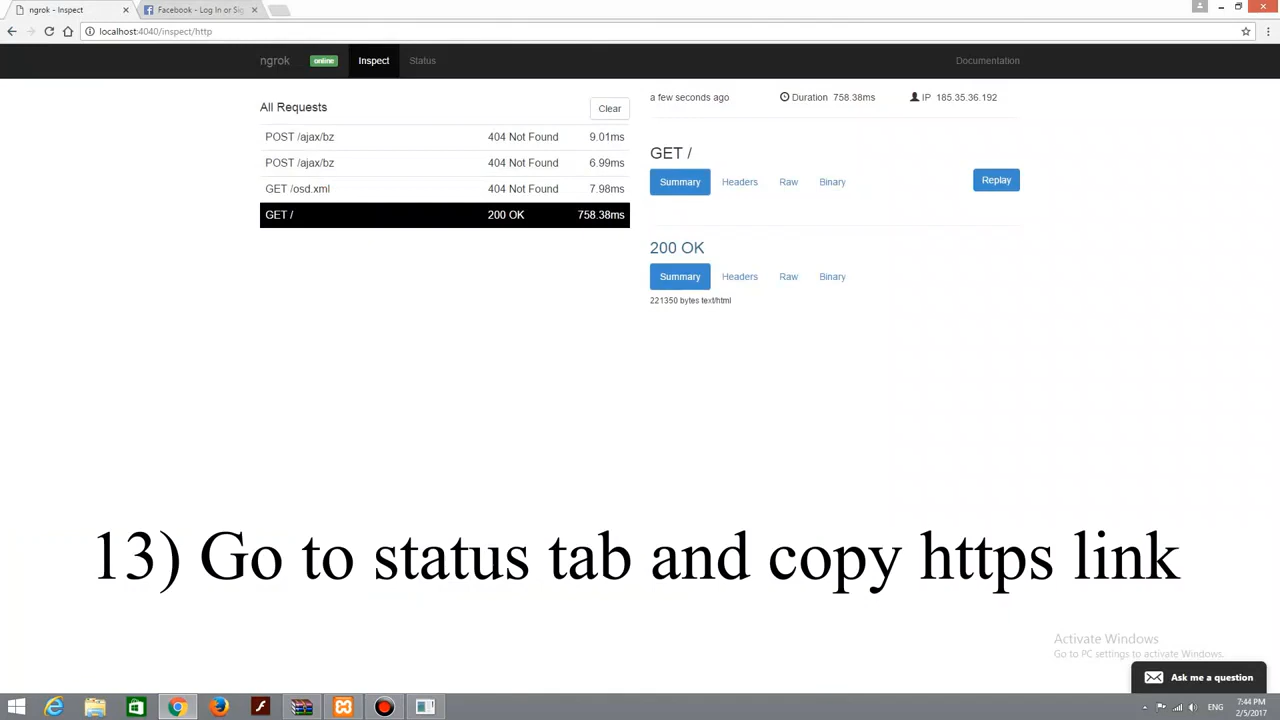 ngrok - Inspect
Facebook - Log In or Sig
localhost:4040/inspect/http
ngrok online Inspect Status Documentation
All Requests Clear
POST /ajax/bz 404 Not Found 9.01ms
POST /ajax/bz 404 Not Found 6.99ms
GET /osd.xml 404 Not Found 7.98ms
GET / 200 OK 758.38ms
a few seconds ago Duration 758.38ms IP 185.35.36.192
GET /
Summary Headers Raw Binary Replay
200 OK
Summary Headers Raw Binary
221350 bytes text/html
13) Go to status tab and copy https link
Activate Windows
Go to PC settings to activate Windows.
Ask me a question
ENG
7:44 PM
2/5/2017